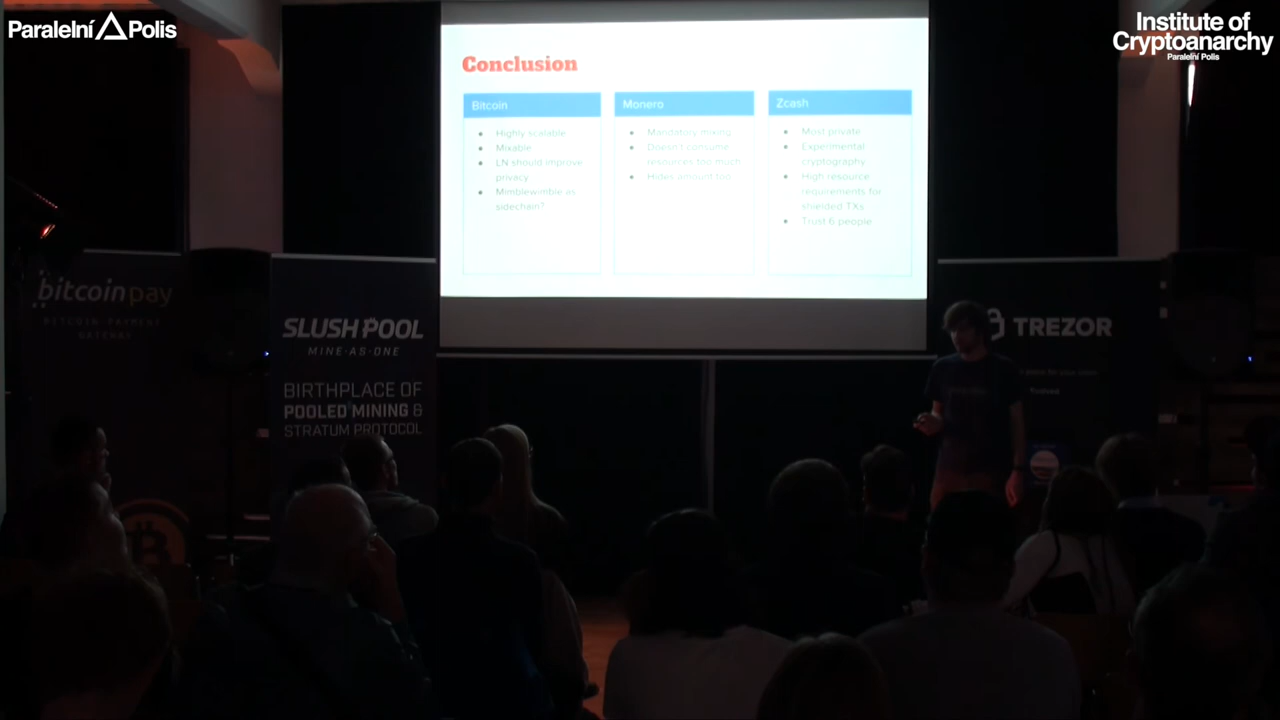 Paralelní Polis
Institute of
Cryptoanarchy
Paralelní Polis
Conclusion
Bitcoin
Highly scalable
Mixable
LN should improve
privacy
Mimblewimble as
sidechain?
Monero
Mandatory mixing
Doesn't consume
resources too much
Hides amount too
Zcash
Most private
Experimental
cryptography
High resource
requirements for
shielded TXs
Trust 6 people
bitcoinpay
BITCOIN PAYMENT
GATEWAY
SLUSH POOL
MINE-AS-ONE
BIRTHPLACE OF
POOLED MINING &
STRATUM PROTOCOL
TREZOR